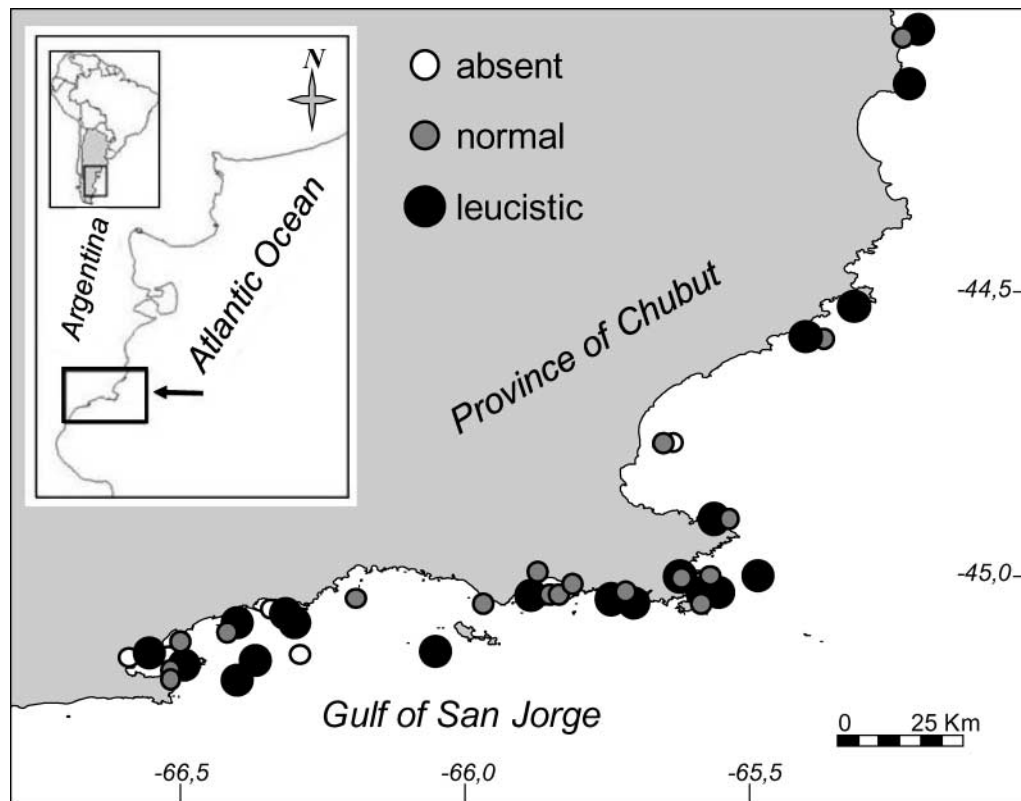 N
absent
normal
leucistic
Argentina
Atlantic Ocean
Province of Chubut
-44,5
-45,0
Gulf of San Jorge
0 25 Km
-66,5 -66,0 -65,5